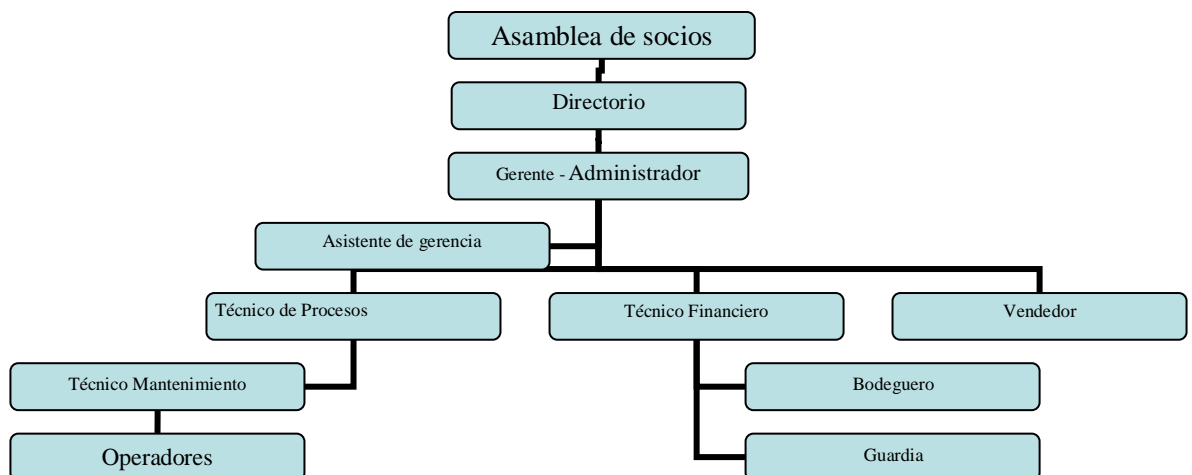 Asamblea de socios
Directorio
Gerente - Administrador
Asistente de gerencia
Técnico de Procesos
Técnico Financiero
Vendedor
Técnico Mantenimiento
Bodeguero
Operadores
Guardia